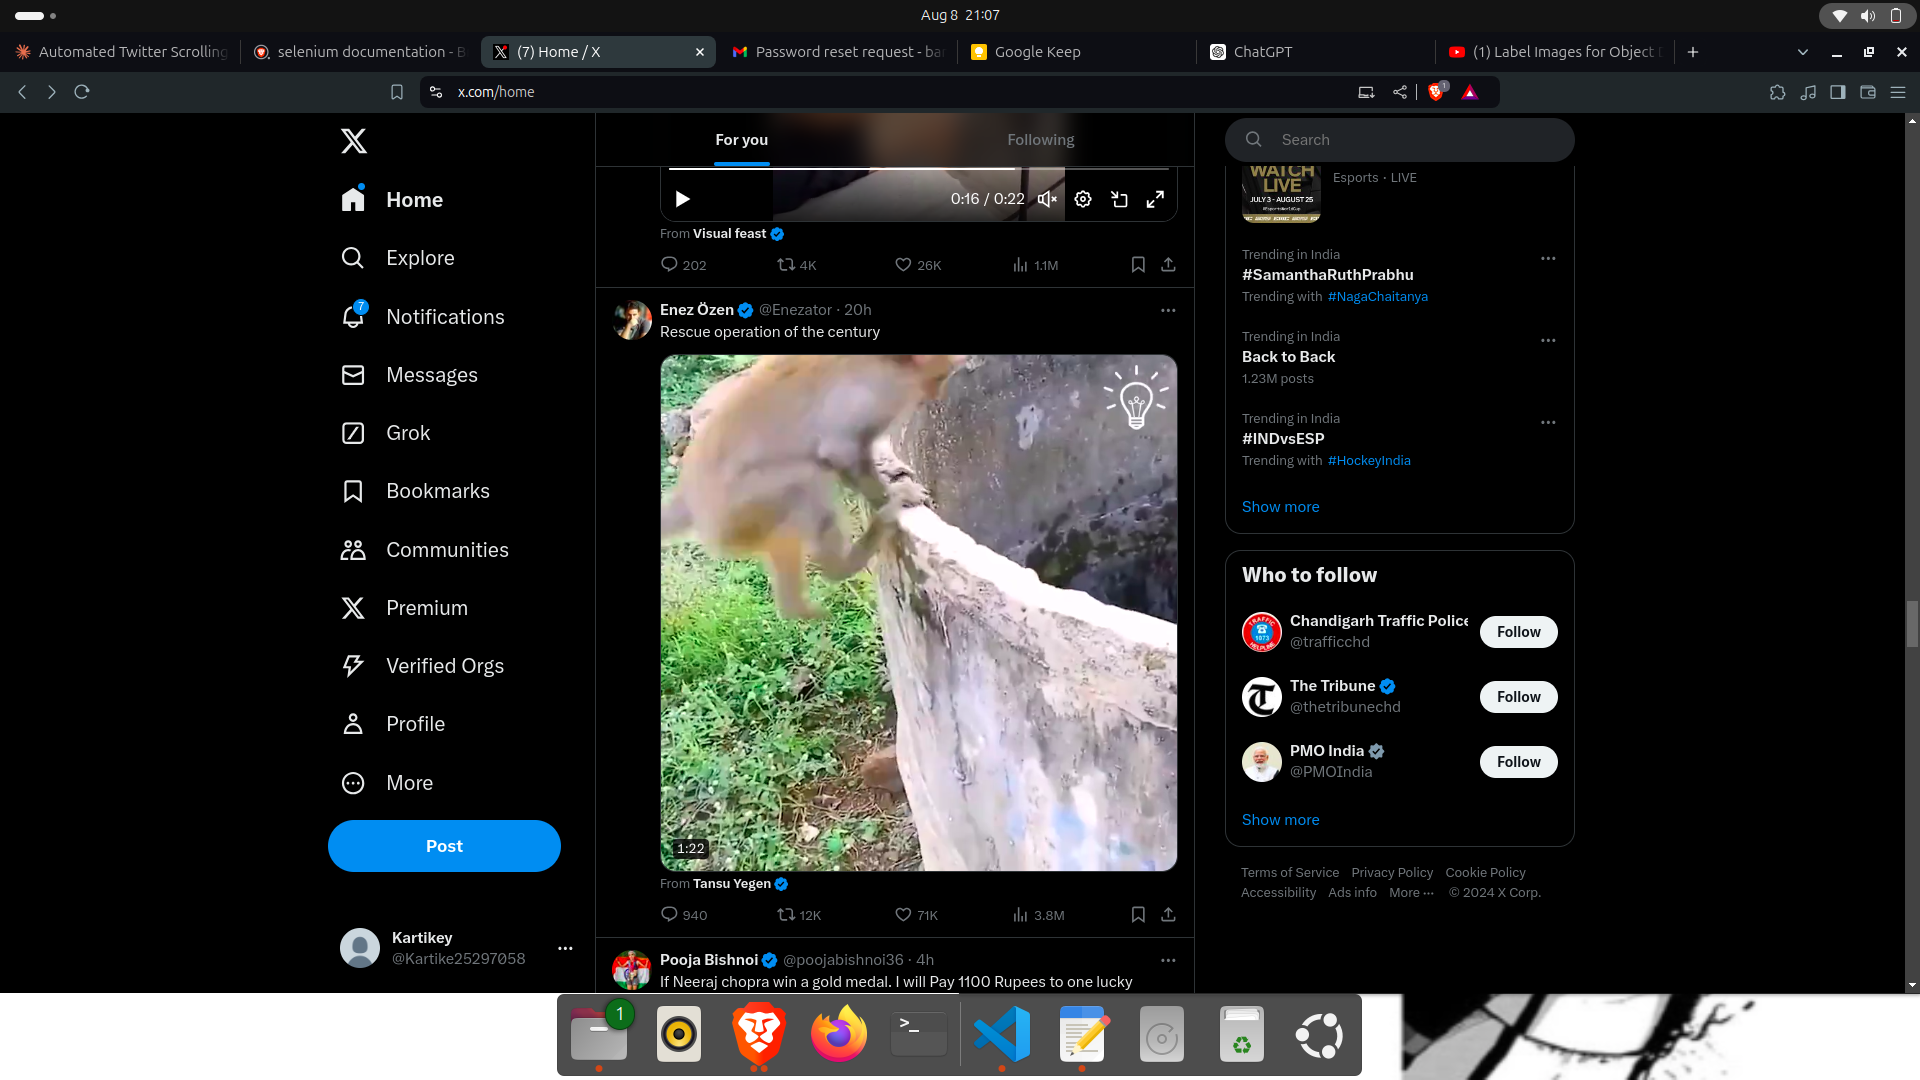 Aug 8 21:07
Automated Twitter Scrolling
selenium documentation - B
(7) Home / X
Password reset request - ba
Google Keep
ChatGPT
(1) Label Images for Object D
x.com/home
1
Home
Explore
7
Notifications
Messages
Grok
Bookmarks
Communities
Premium
Verified Orgs
Profile
More
Post
Kartikey
@Kartike25297058
For you
Following
0:16 / 0:22
From Visual feast
202
4K
26K
1.1M
Enez Özen @Enezator · 20h
Rescue operation of the century
1:22
From Tansu Yegen
940
12K
71K
3.8M
Pooja Bishnoi @poojabishnoi36 · 4h
If Neeraj chopra win a gold medal. I will Pay 1100 Rupees to one lucky
Search
WATCH
LIVE
JULY 3 - AUGUST 25
Esports · LIVE
Trending in India
#SamanthaRuthPrabhu
Trending with #NagaChaitanya
Trending in India
Back to Back
1.23M posts
Trending in India
#INDvsESP
Trending with #HockeyIndia
Show more
Who to follow
TRAFFIC
1073
HELPLINE
Chandigarh Traffic Police
@trafficchd
Follow
The Tribune
@thetribunechd
Follow
PMO India
@PMOIndia
Follow
Show more
Terms of Service Privacy Policy Cookie Policy
Accessibility Ads info More ··· © 2024 X Corp.
1
>_